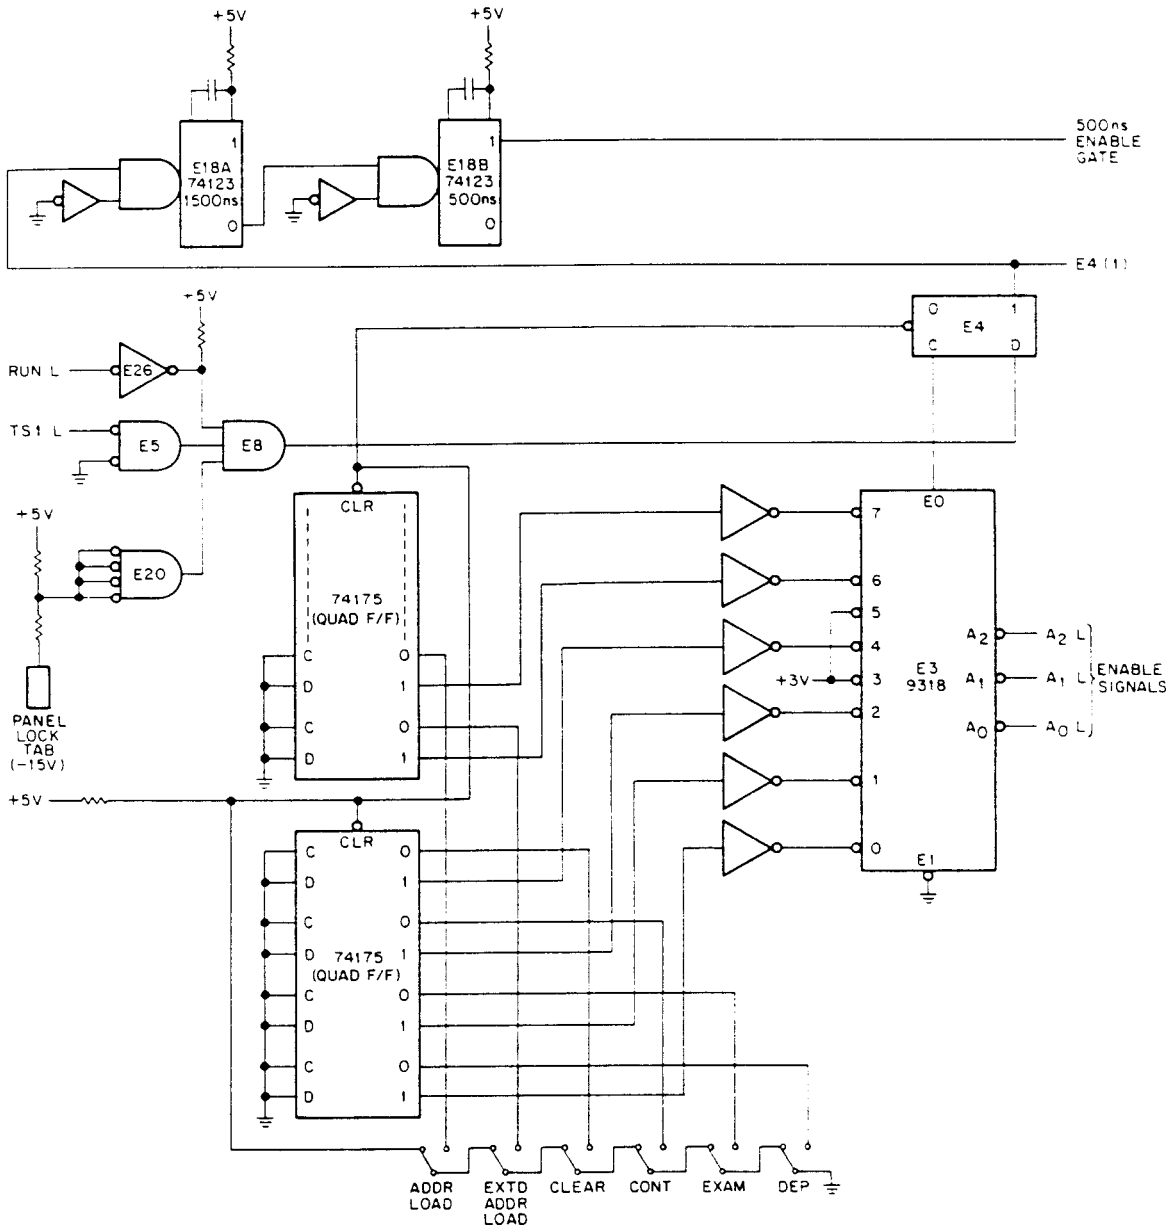 +5V
+5V
1
E18A
74123
1500ns
0
1
E18B
74123
500ns
0
500ns
ENABLE
GATE
E4 (1)
+5V
0 1
E4
C D
RUN L
E26
TS1 L
E5
E8
+5V
E20
PANEL
LOCK
TAB
(-15V)
CLR
74175
(QUAD F/F)
C 0
D 1
C 0
D 1
EO
7
6
5
4
3
2
1
0
+3V
E3
9318
E1
A2
A1
A0
A2 L
A1 L
A0 L
ENABLE
SIGNALS
+5V
CLR
C 0
D 1
C 0
D 1
74175
(QUAD F/F)
C 0
D 1
C 0
D 1
ADDR
LOAD
EXTD
ADDR
LOAD
CLEAR
CONT
EXAM
DEP